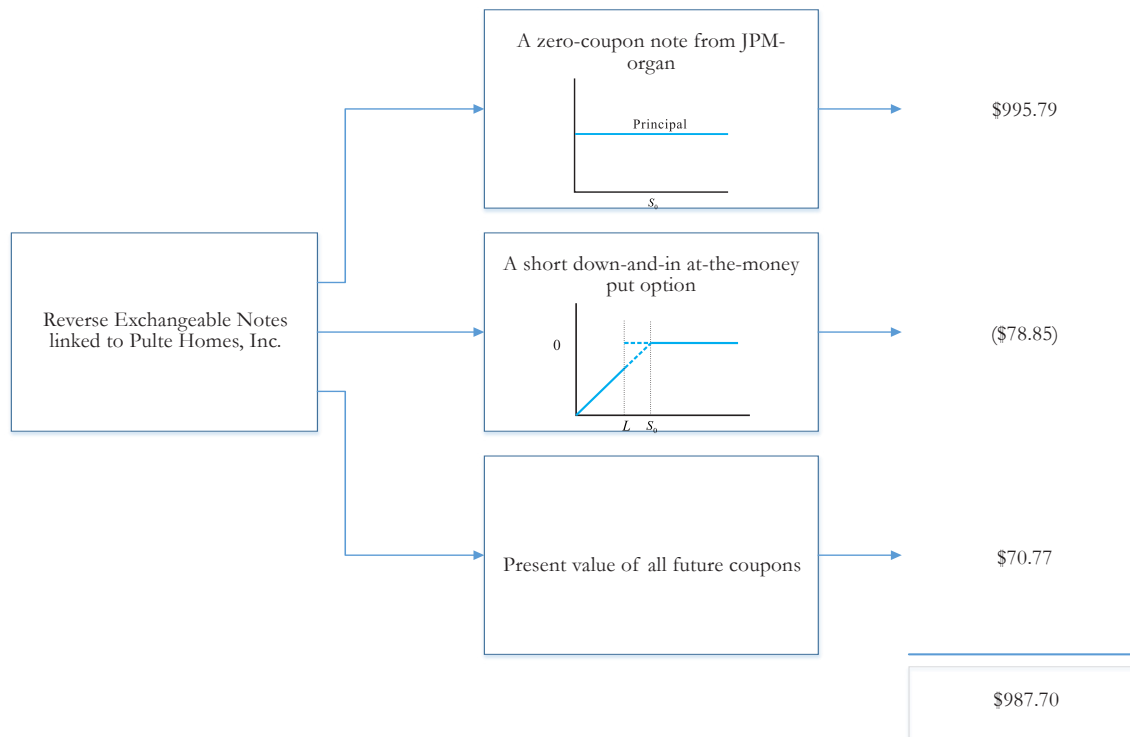 A zero-coupon note from JPM-
organ
Principal
S₀
$995.79
Reverse Exchangeable Notes
linked to Pulte Homes, Inc.
A short down-and-in at-the-money
put option
0
L
S₀
($78.85)
Present value of all future coupons
$70.77
$987.70